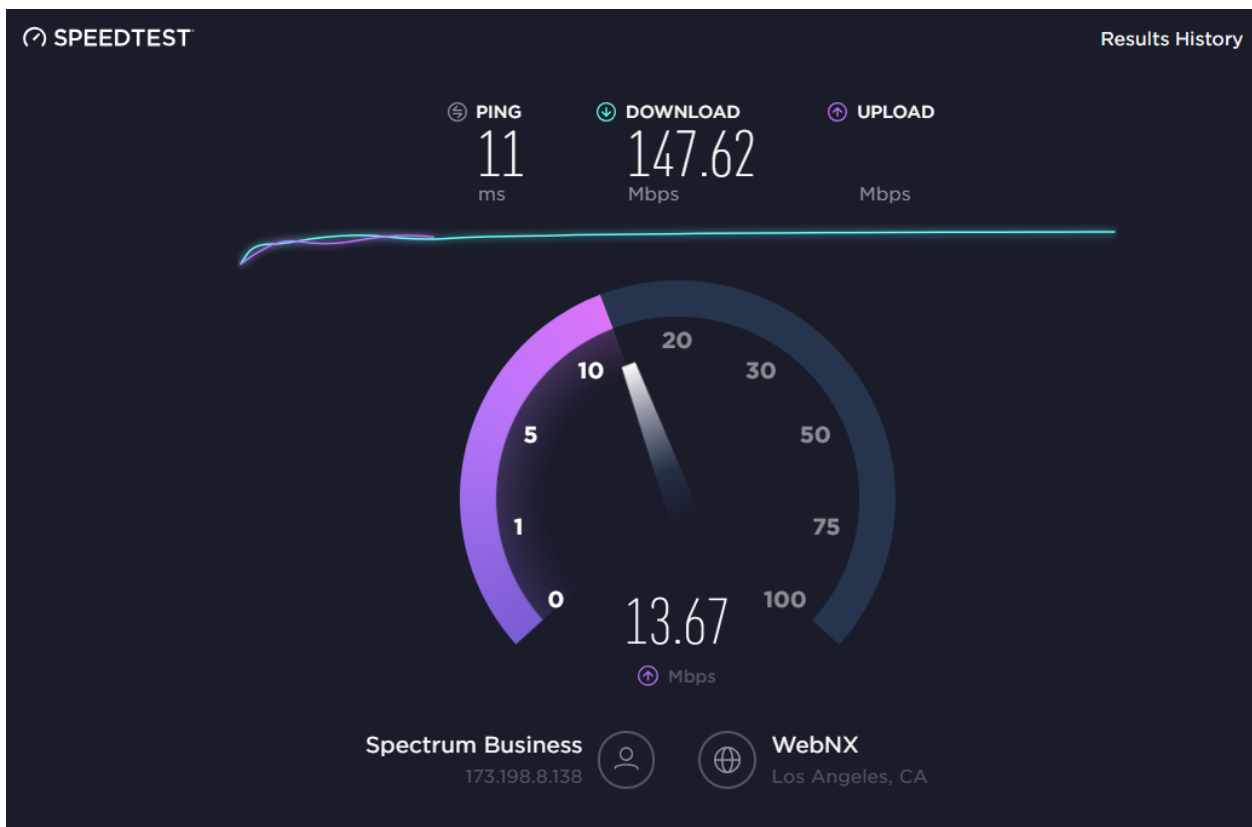 SPEEDTEST
Results History
PING
DOWNLOAD
UPLOAD
11
147.62
ms
Mbps
Mbps
20
10
30
5
50
1
75
0
100
13.67
Mbps
Spectrum Business
WebNX
173.198.8.138
Los Angeles, CA